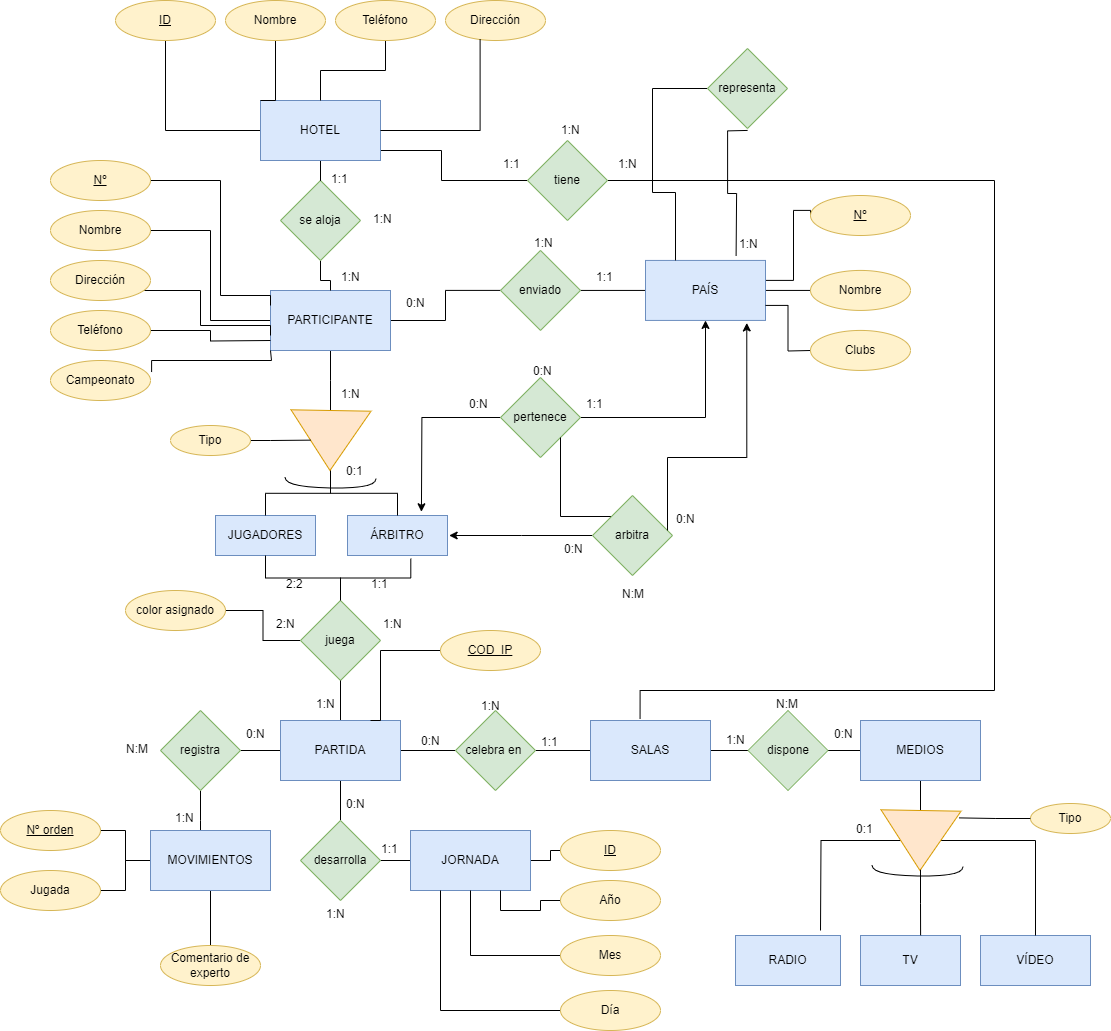 ID
Nombre
Teléfono
Dirección
representa
HOTEL
1:N
1:1
1:N
tiene
1:1
Nº
se aloja
1:N
Nº
Nombre
1:N
1:N
Dirección
1:N
enviado
1:1
PAÍS
Nombre
0:N
PARTICIPANTE
Teléfono
Clubs
Campeonato
0:N
1:N
0:N
1:1
pertenece
Tipo
0:1
0:N
JUGADORES
ÁRBITRO
arbitra
0:N
2:2
1:1
N:M
color asignado
2:N
1:N
juega
COD_IP
1:N
1:N
N:M
0:N
N:M
registra
PARTIDA
0:N
celebra en
1:1
SALAS
1:N
dispone
0:N
MEDIOS
0:N
1:N
Tipo
Nº orden
0:1
1:1
ID
MOVIMIENTOS
desarrolla
JORNADA
Jugada
Año
1:N
Comentario de
experto
Mes
RADIO
TV
VÍDEO
Día